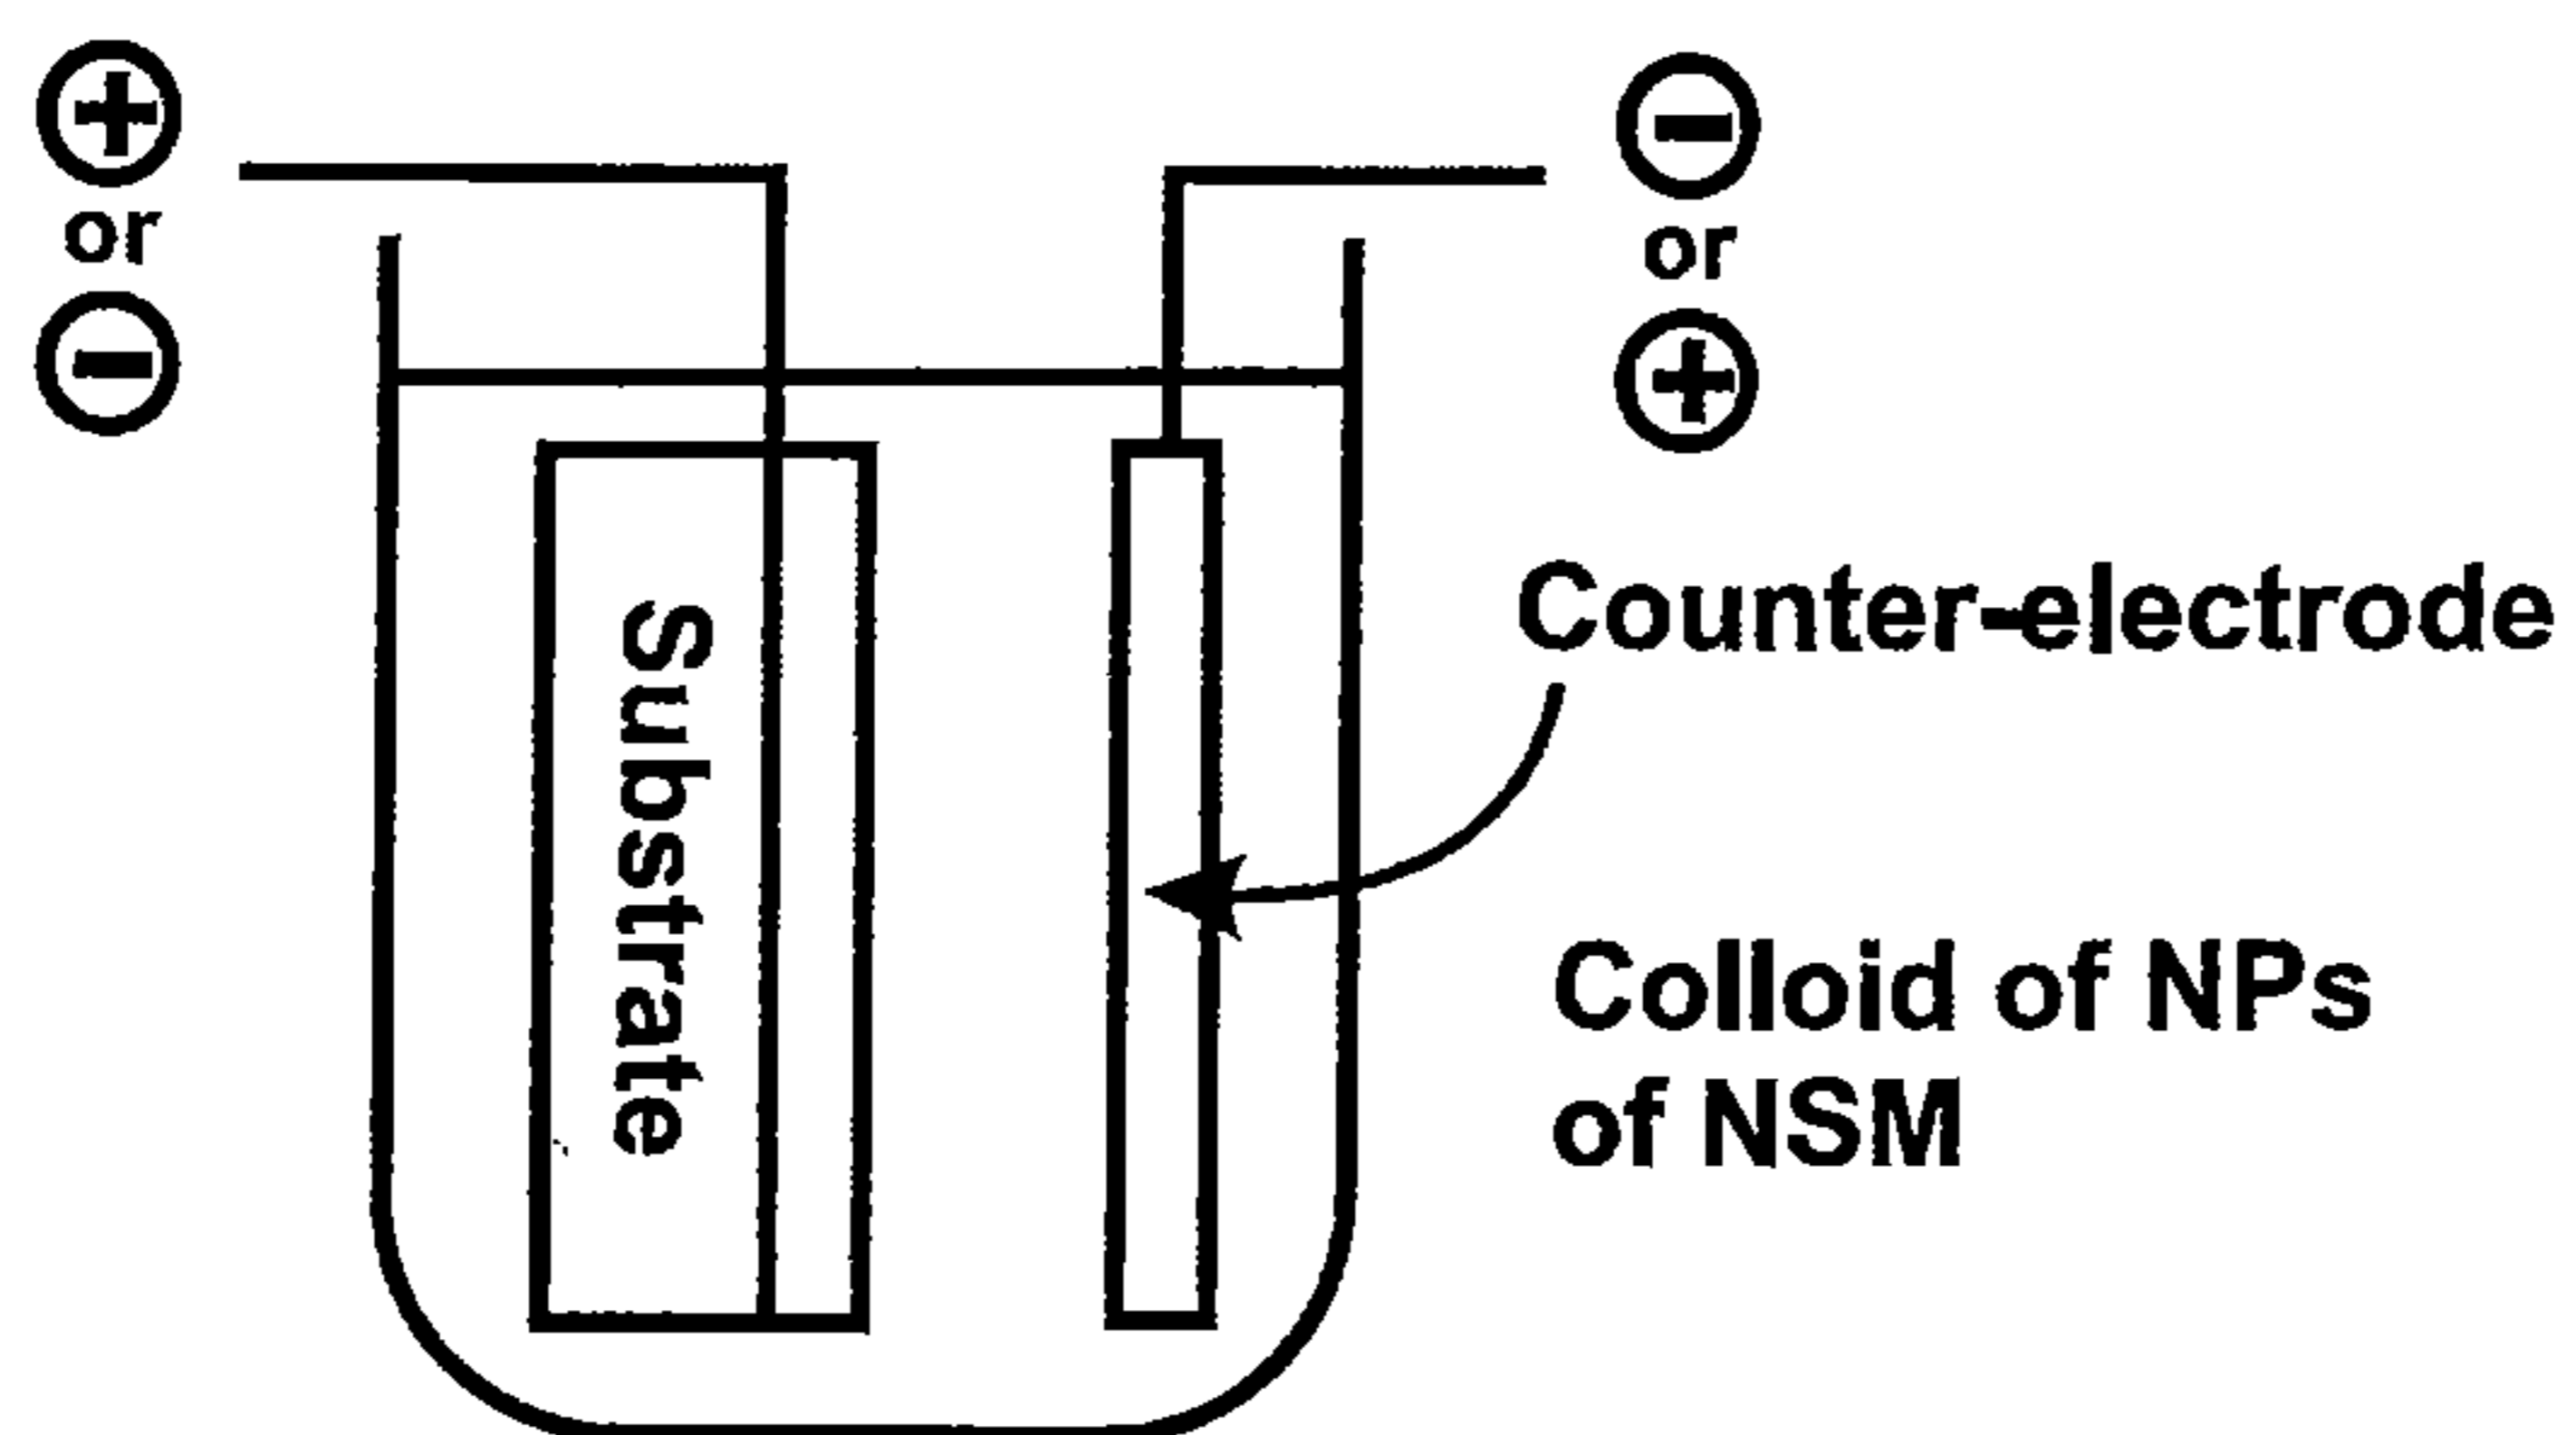 ⊕
or
⊖
⊖
or
⊕
Substrate
Counter-electrode
Colloid of NPs
of NSM